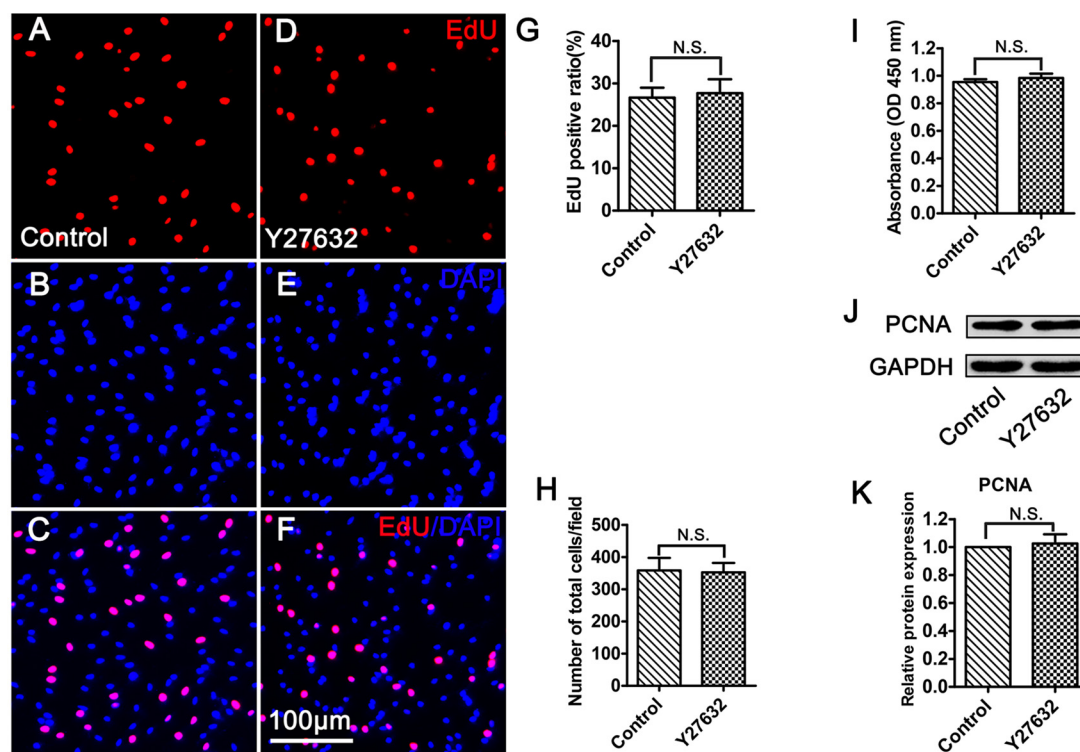 A
D
EdU
Control
Y27632
B
E
DAPI
C
F
EdU/DAPI
100μm
G
EdU positive ratio(%)
40
30
20
10
0
N.S.
Control
Y27632
H
Number of total cells/field
500
400
300
200
100
0
N.S.
Control
Y27632
I
Absorbance (OD 450 nm)
1.2
1.0
0.8
0.6
0.4
0.2
0.0
N.S.
Control
Y27632
J
PCNA
GAPDH
Control
Y27632
K
PCNA
Relative protein expression
1.2
1.0
0.8
0.6
0.4
0.2
0.0
N.S.
Control
Y27632